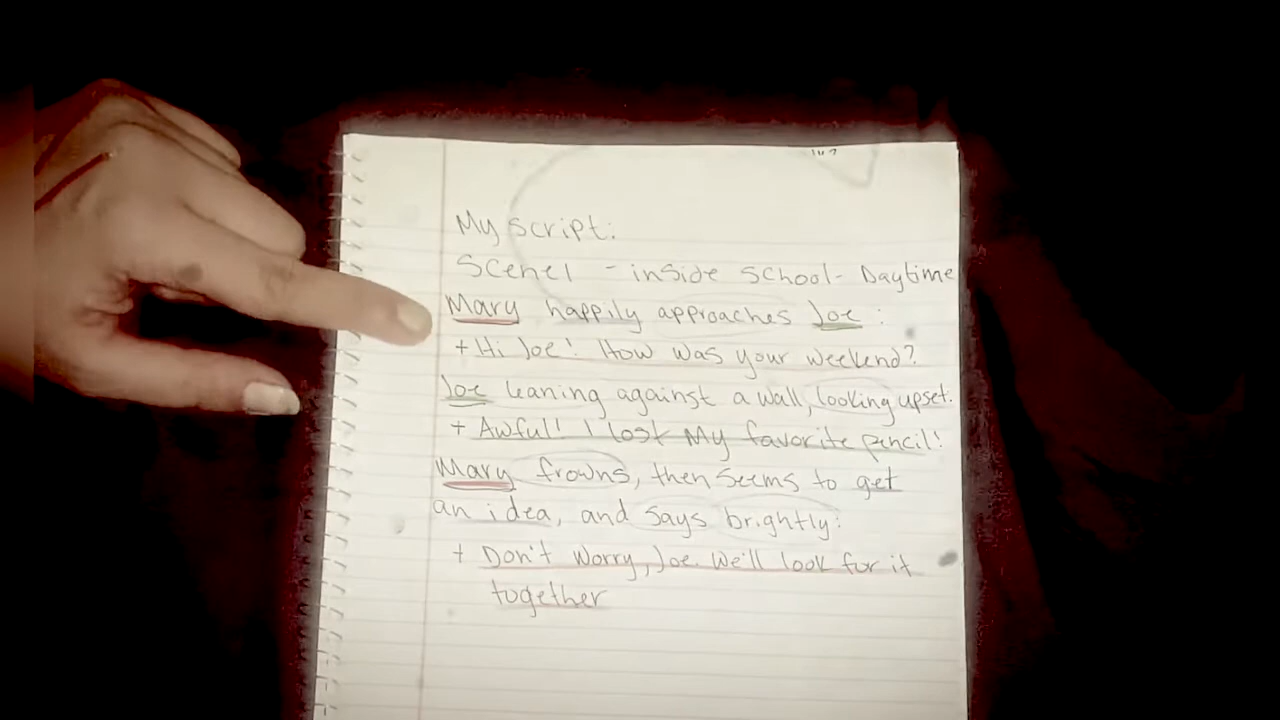 My script:
Scene1 - inside school- Daytime
Mary happily approaches Joe :
+ Hi Joe! How was your weekend?
Joe leaning against a wall, looking upset.
+ Awful! I lost My favorite pencil!
Mary frowns, then seems to get
an idea, and says brightly:
+ Don't worry, Joe. We'll look for it
together